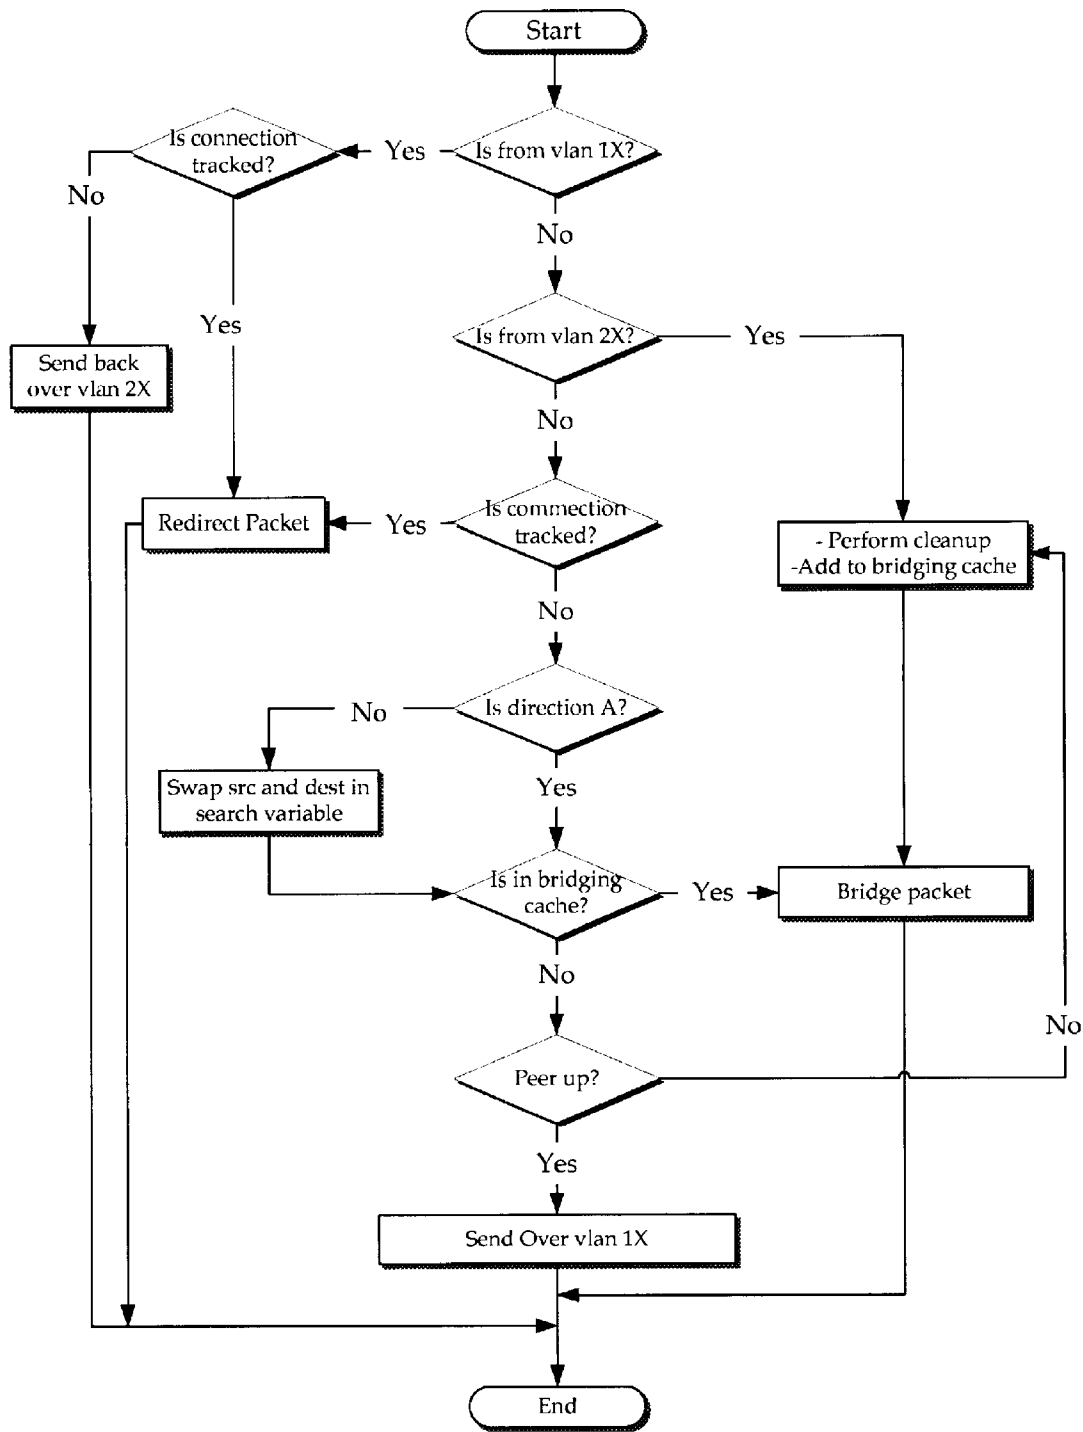 Start
Is connection
tracked?
Yes
Is from vlan 1X?
No
No
Yes
Is from vlan 2X?
Yes
Send back
over vlan 2X
No
Redirect Packet
Yes
Is commection
tracked?
- Perform cleanup
-Add to bridging cache
No
Is direction A?
No
Swap src and dest in
search variable
Yes
Is in bridging
cache?
Yes
Bridge packet
No
No
Peer up?
Yes
Send Over vlan 1X
End